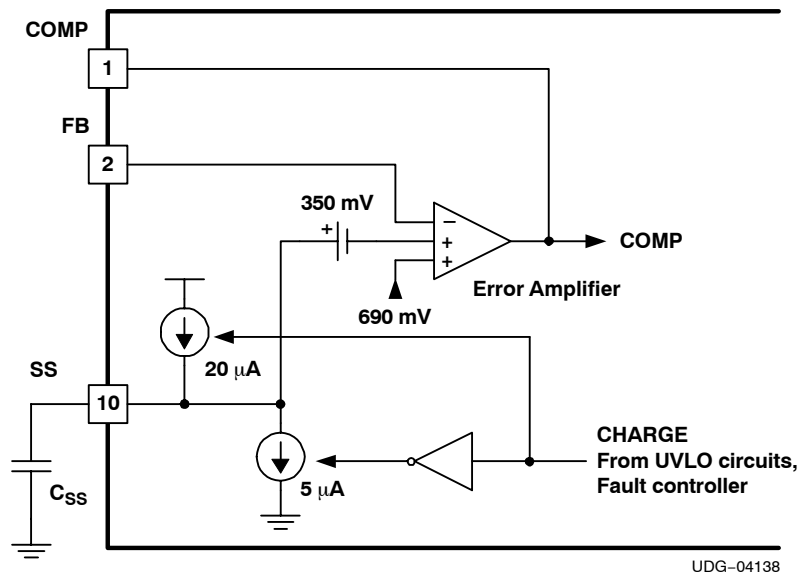 COMP
1
FB
2
350 mV
+
−
+
+
COMP
Error Amplifier
690 mV
20 μA
SS
10
CHARGE
From UVLO circuits,
Fault controller
5 μA
CSS
UDG−04138